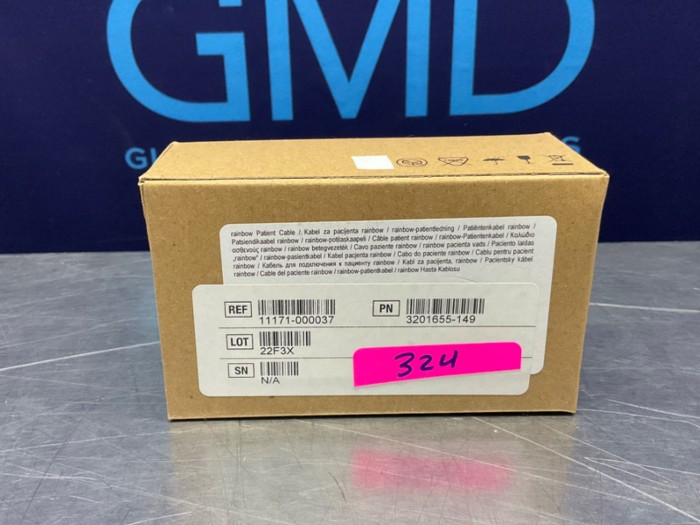 GMD
rainbow Patient Cable / Kabel za pacijenta rainbow / rainbow-patientledning / Patiëntenkabel rainbow /
Patsiendikaabel rainbow / rainbow-potilaskaapeli / Câble patient rainbow / rainbow-Patientenkabel / Καλώδιο
ασθενούς rainbow / rainbow betegvezeték / Cavo paziente rainbow / rainbow pacienta vads / Paciento laidas
„rainbow" / rainbow-pasientkabel / Kabel pacjenta rainbow / Cabo do paciente rainbow / Cablu pentru pacient
rainbow / Кабель для подключения к пациенту rainbow / Kábl za pacijenta, rainbow / Pacientsky kábel
rainbow / Cable del paciente rainbow / rainbow-patientkabel / rainbow Hasta Kablosu
REF 11171-000037 PN 3201655-149
LOT 22F3X
SN N/A
324